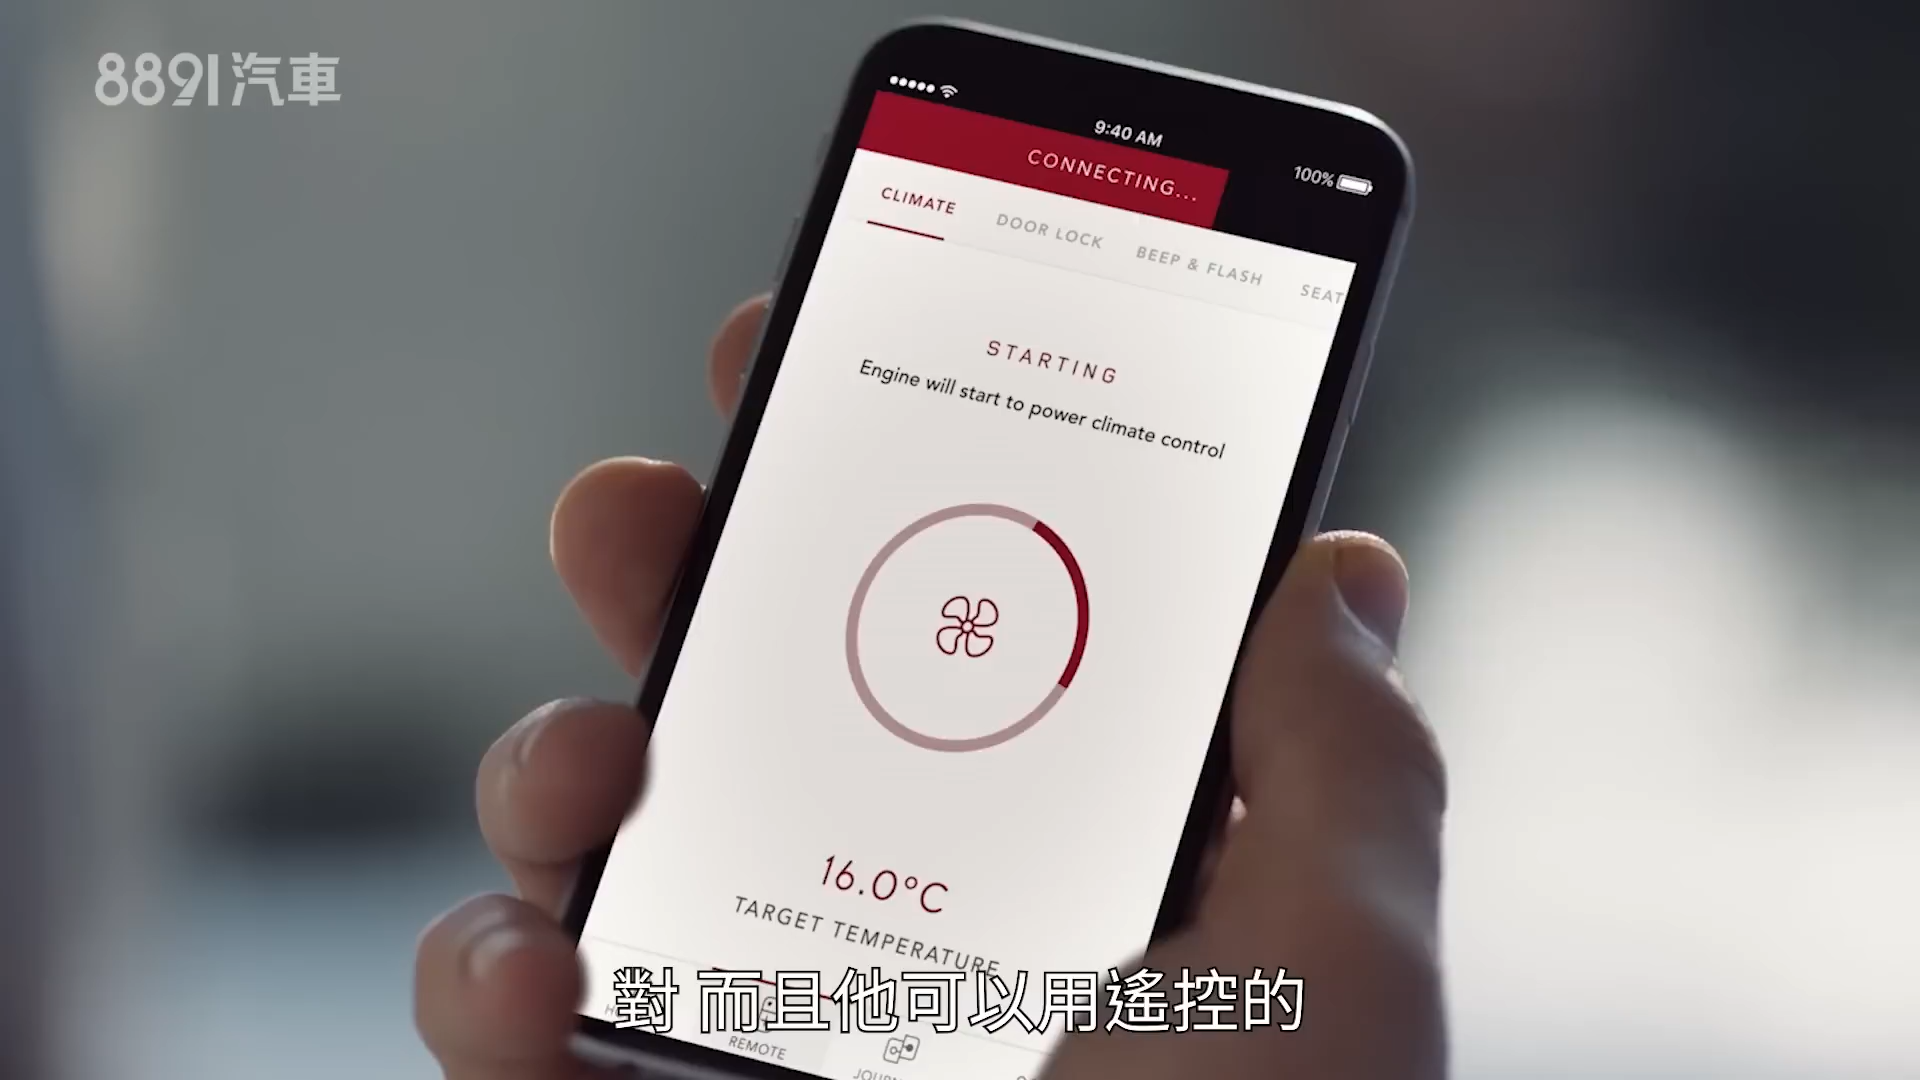 8891汽車
9:40 AM
100%
CONNECTING...
CLIMATE
DOOR LOCK
BEEP & FLASH
SEAT
STARTING
Engine will start to power climate control
16.0°C
TARGET TEMPERATURE
對 而且他可以用遙控的
REMOTE